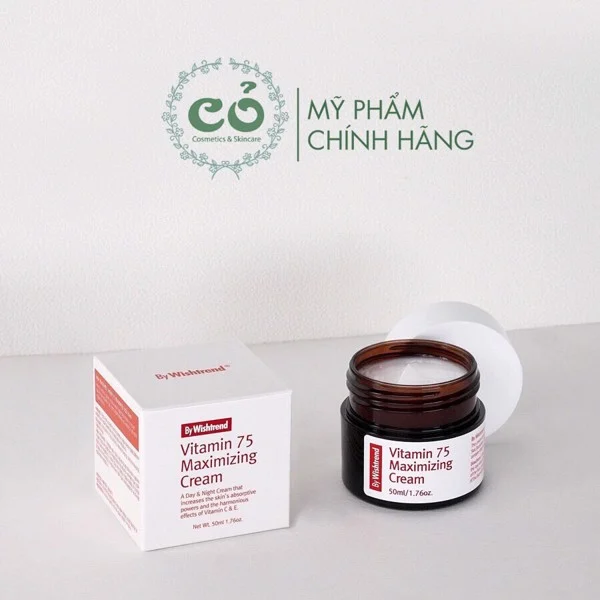 CỎ
Cosmetics & Skincare
MỸ PHẨM
CHÍNH HÃNG
By Wishtrend
By Wishtrend
Vitamin 75
Maximizing
Cream
A Day & Night Cream that
increases the skin's absorptive
powers and the harmonious
effects of Vitamin C & E.
Net Wt. 50ml 1.76oz.
By Wishtrend
Vitamin 75
Maximizing
Cream
50ml/1.76oz.